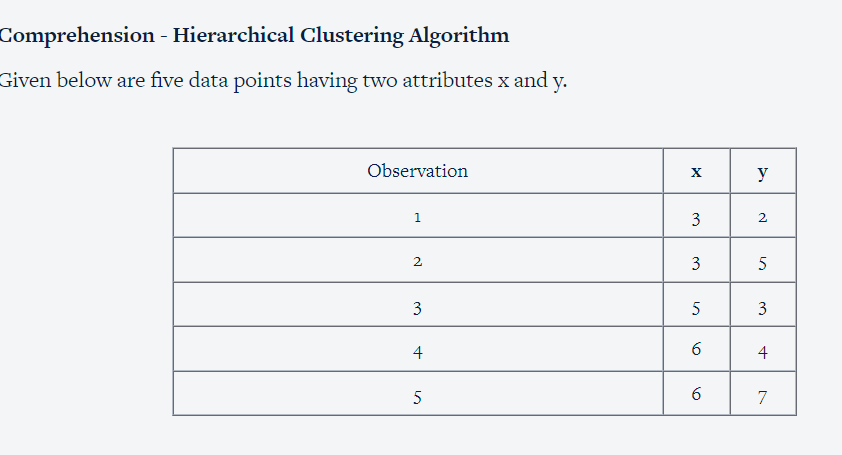 Comprehension - Hierarchical Clustering Algorithm
Given below are five data points having two attributes x and y.
Observation x y
1 3 2
2 3 5
3 5 3
4 6 4
5 6 7